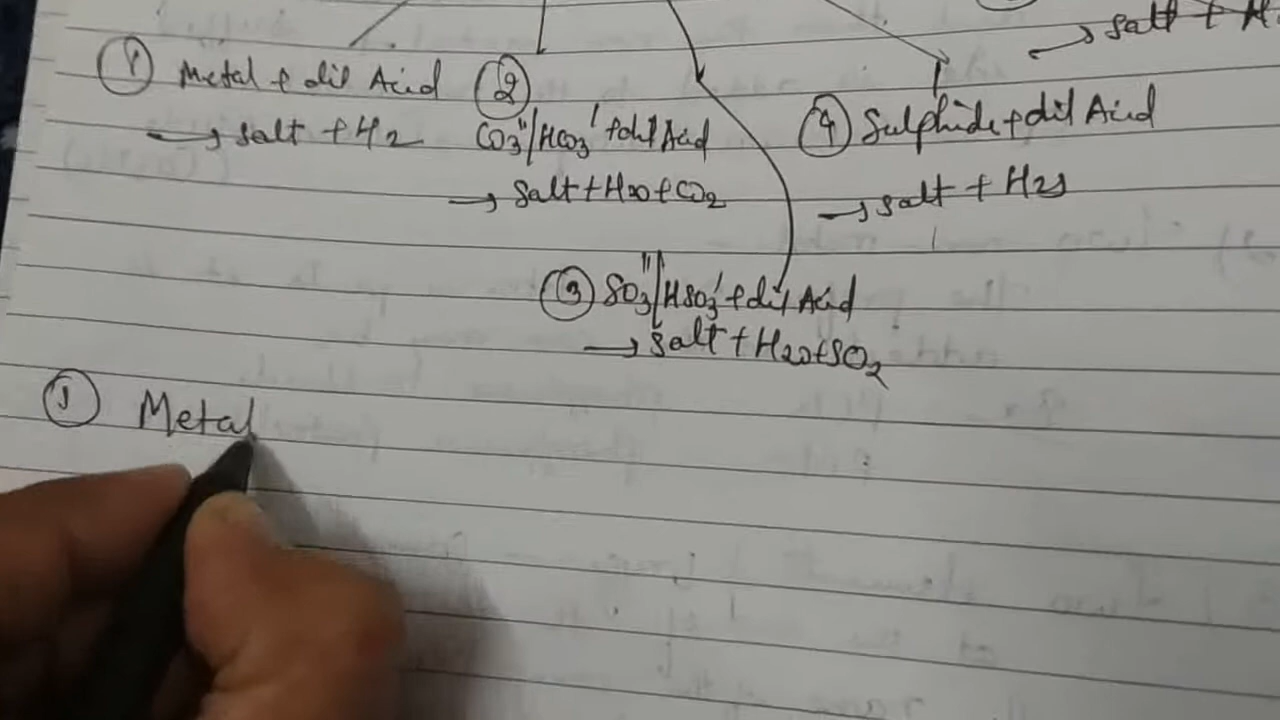 → salt + H
① Metal + dil Acid
→ salt + H2
②
CO3"/HCO3' + dil Acid
→ Salt + H2O + CO2
④ Sulphide + dil Acid
→ salt + H2S
③ SO3"/HSO3' + dil Acid
→ salt + H2O + SO2
① Metal